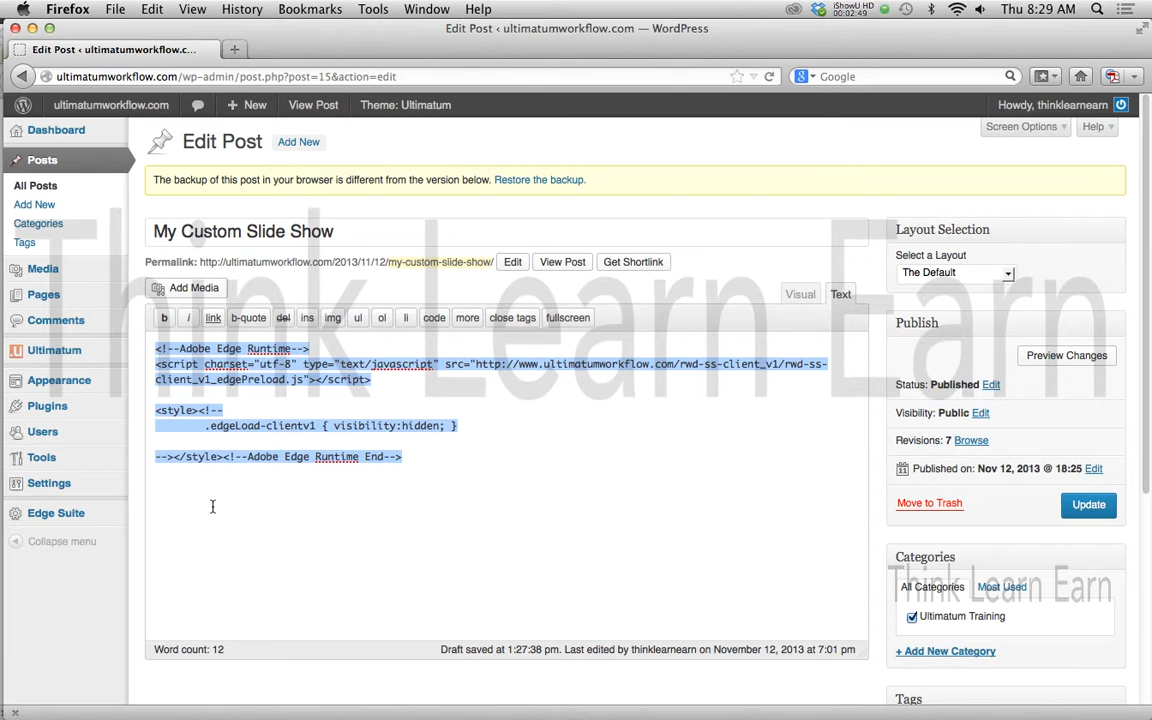 Firefox File Edit View History Bookmarks Tools Window Help iShowU HD 00:02:49 Thu 8:29 AM
Edit Post ‹ ultimatumworkflow.com — WordPress
Edit Post ‹ ultimatumworkflow.c... +
ultimatumworkflow.com/wp-admin/post.php?post=15&action=edit Google
ultimatumworkflow.com + New View Post Theme: Ultimatum Howdy, thinklearnearn
Screen Options Help
Dashboard
Posts
All Posts
Add New
Categories
Tags
Media
Pages
Comments
Ultimatum
Appearance
Plugins
Users
Tools
Settings
Edge Suite
Collapse menu
Edit Post Add New
The backup of this post in your browser is different from the version below. Restore the backup.
My Custom Slide Show
Permalink: http://ultimatumworkflow.com/2013/11/12/my-custom-slide-show/ Edit View Post Get Shortlink
Add Media Visual Text
b i link b-quote del ins img ul ol li code more close tags fullscreen
<!--Adobe Edge Runtime-->
<script charset="utf-8" type="text/javascript" src="http://www.ultimatumworkflow.com/rwd-ss-client_v1/rwd-ss-
client_v1_edgePreload.js"></script>
<style><!--
.edgeLoad-clientv1 { visibility:hidden; }
--></style><!--Adobe Edge Runtime End-->
Word count: 12 Draft saved at 1:27:38 pm. Last edited by thinklearnearn on November 12, 2013 at 7:01 pm
Layout Selection
Select a Layout
The Default
Publish
Preview Changes
Status: Published Edit
Visibility: Public Edit
Revisions: 7 Browse
Published on: Nov 12, 2013 @ 18:25 Edit
Move to Trash Update
Categories
All Categories Most Used
Ultimatum Training
+ Add New Category
Tags
Think Learn Earn
Think Learn Earn